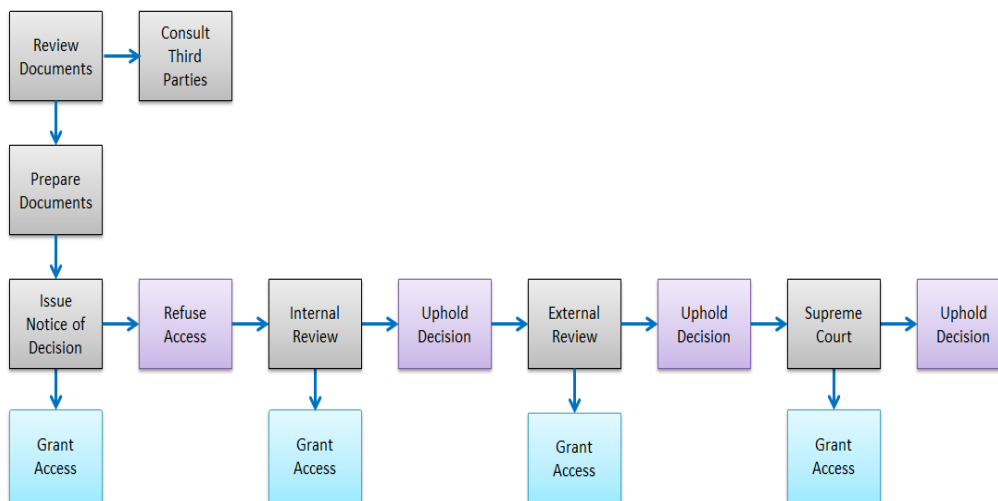 Review
Documents
Consult
Third
Parties
Prepare
Documents
Issue
Notice of
Decision
Refuse
Access
Internal
Review
Uphold
Decision
External
Review
Uphold
Decision
Supreme
Court
Uphold
Decision
Grant
Access
Grant
Access
Grant
Access
Grant
Access